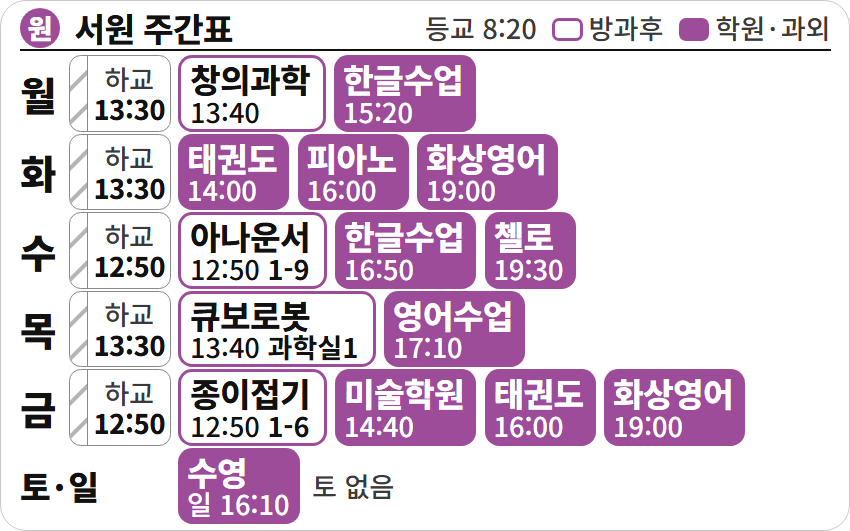 원 서원 주간표 등교 8:20 방과후 학원·과외
월 하교 창의과학 한글수업
13:30 13:40 15:20
화 하교 태권도 피아노 화상영어
13:30 14:00 16:00 19:00
수 하교 아나운서 한글수업 첼로
12:50 12:50 1-9 16:50 19:30
목 하교 큐보로봇 영어수업
13:30 13:40 과학실1 17:10
금 하교 종이접기 미술학원 태권도 화상영어
12:50 12:50 1-6 14:40 16:00 19:00
토·일 수영 토 없음
일 16:10